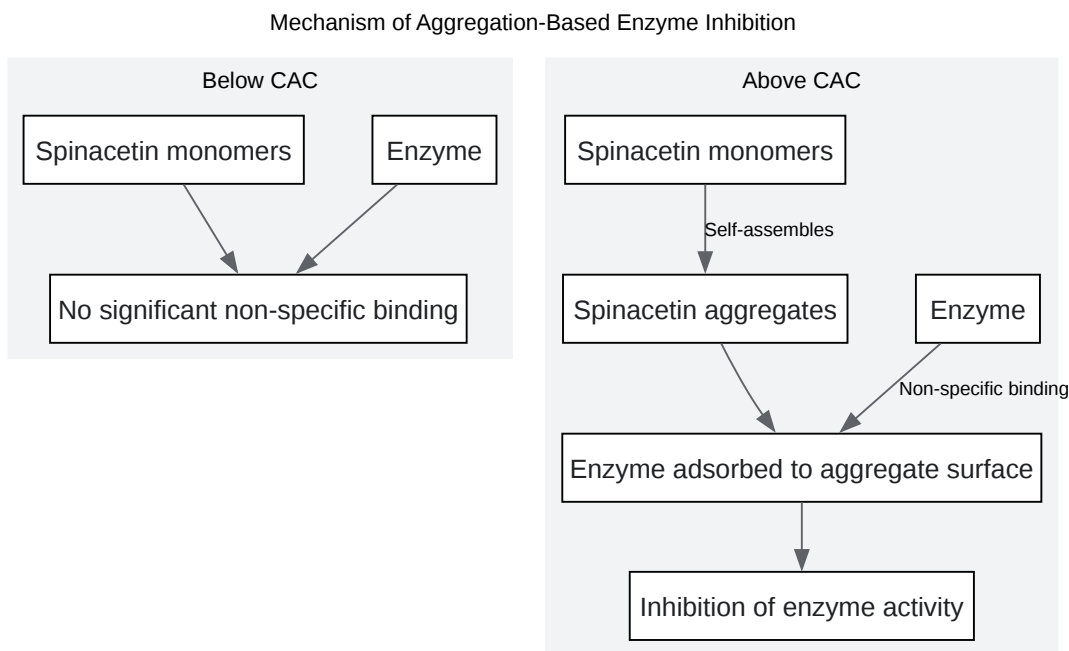 Mechanism of Aggregation-Based Enzyme Inhibition
Below CAC
Spinacetin monomers
Enzyme
No significant non-specific binding
Above CAC
Spinacetin monomers
Self-assembles
Spinacetin aggregates
Enzyme
Non-specific binding
Enzyme adsorbed to aggregate surface
Inhibition of enzyme activity